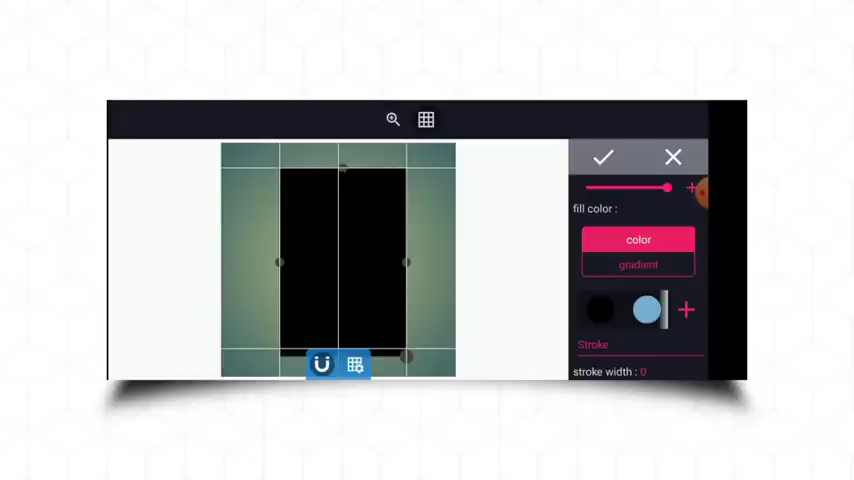 fill color :
color
gradient
Stroke
stroke width : 0